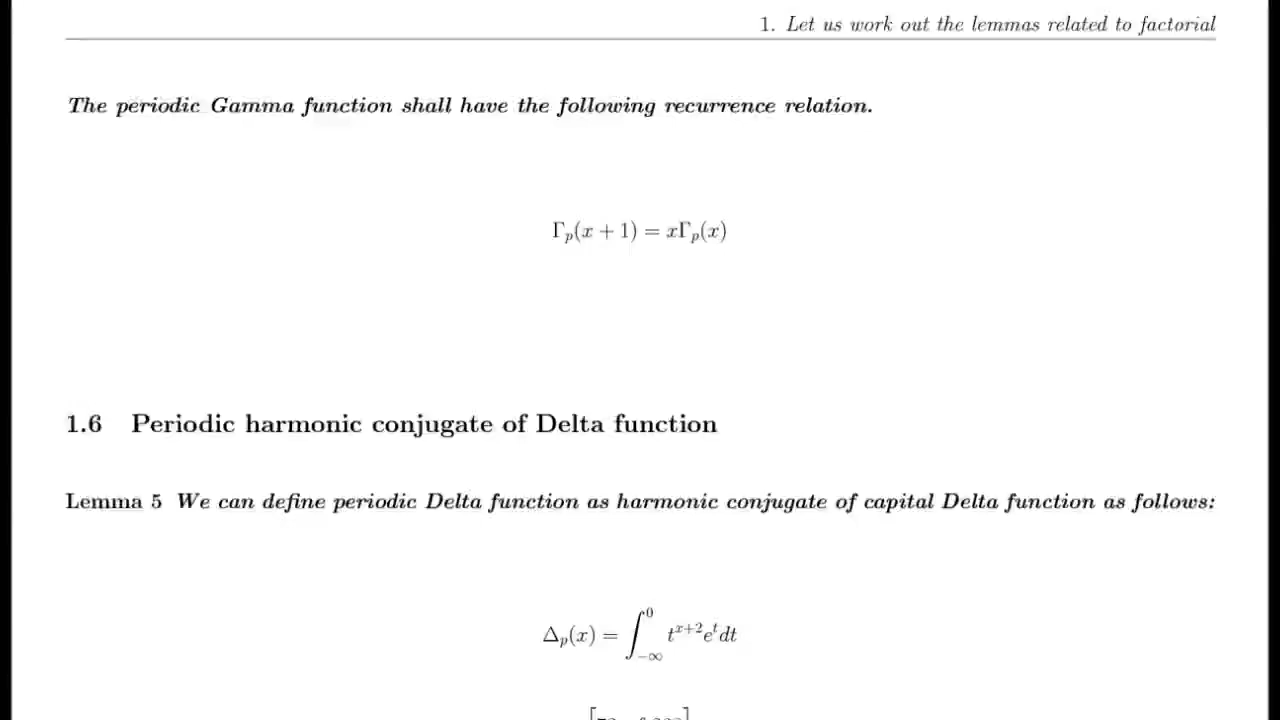 1. Let us work out the lemmas related to factorial
The periodic Gamma function shall have the following recurrence relation.
Γ_p(x + 1) = xΓ_p(x)
1.6 Periodic harmonic conjugate of Delta function
Lemma 5 We can define periodic Delta function as harmonic conjugate of capital Delta function as follows:
Δ_p(x) = ∫_{-∞}^{0} t^{x+2} e^t dt